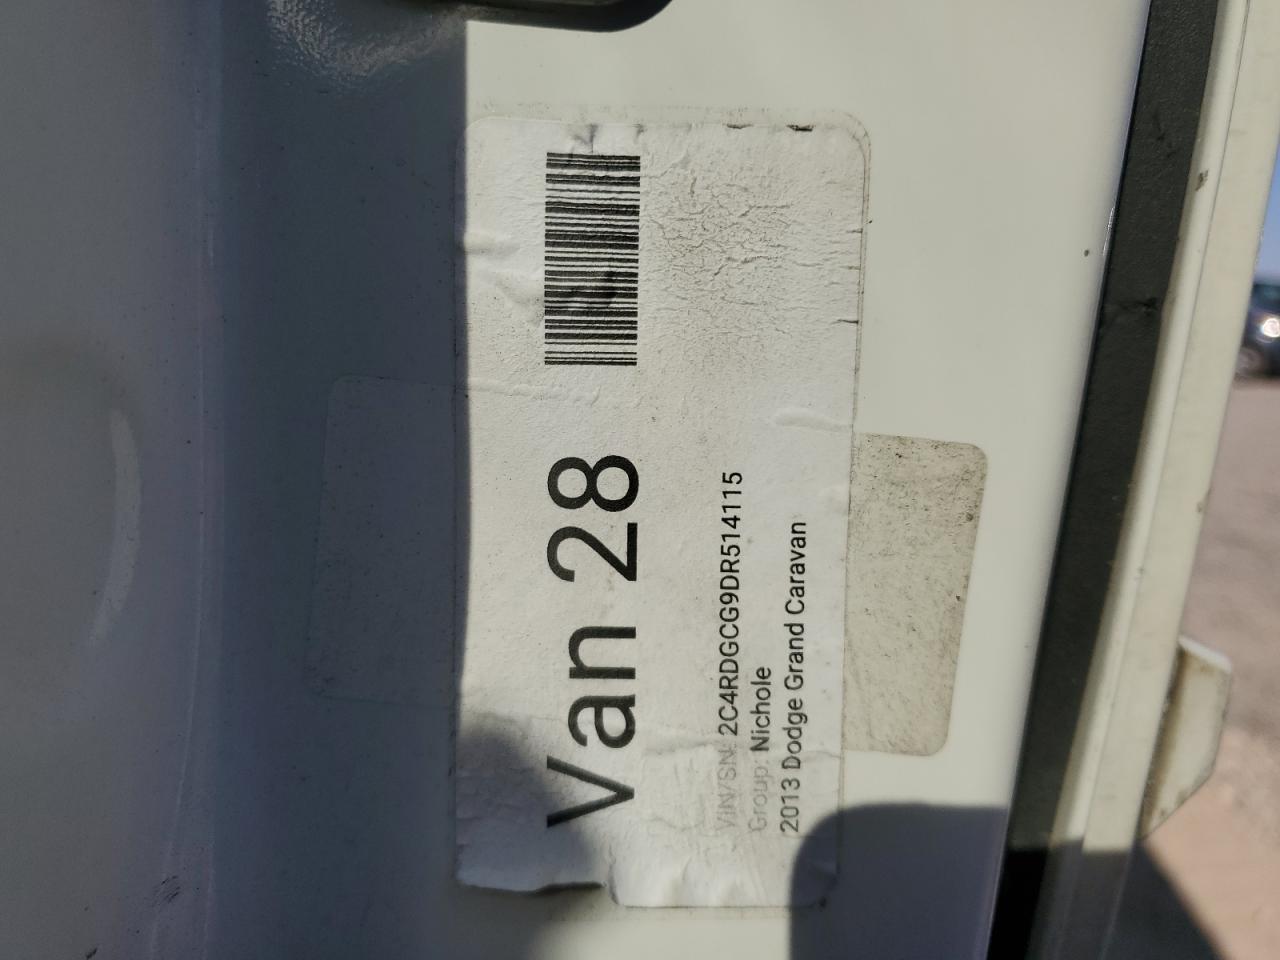 Van 28
VIN/SN: 2C4RDGCG9DR514115
Group: Nichole
2013 Dodge Grand Caravan